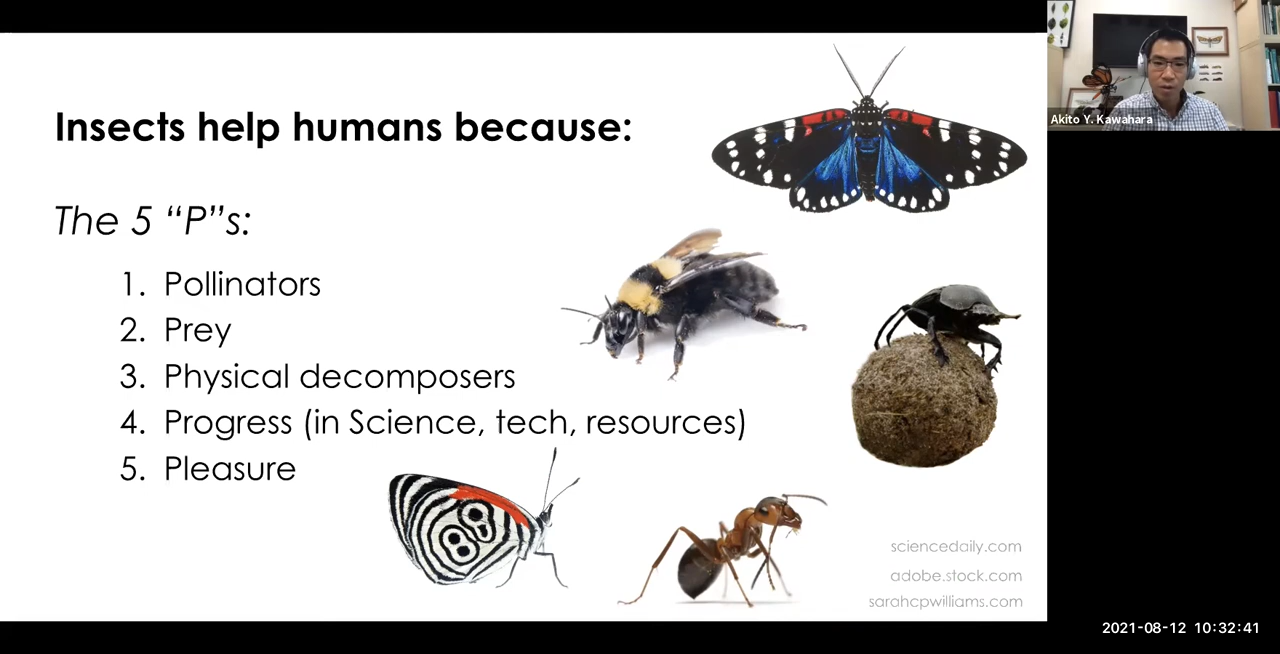 Insects help humans because:
The 5 “P”s:
1. Pollinators
2. Prey
3. Physical decomposers
4. Progress (in Science, tech, resources)
5. Pleasure
sciencedaily.com
adobe.stock.com
sarahcpwilliams.com
Akito Y. Kawahara
2021-08-12 10:32:41